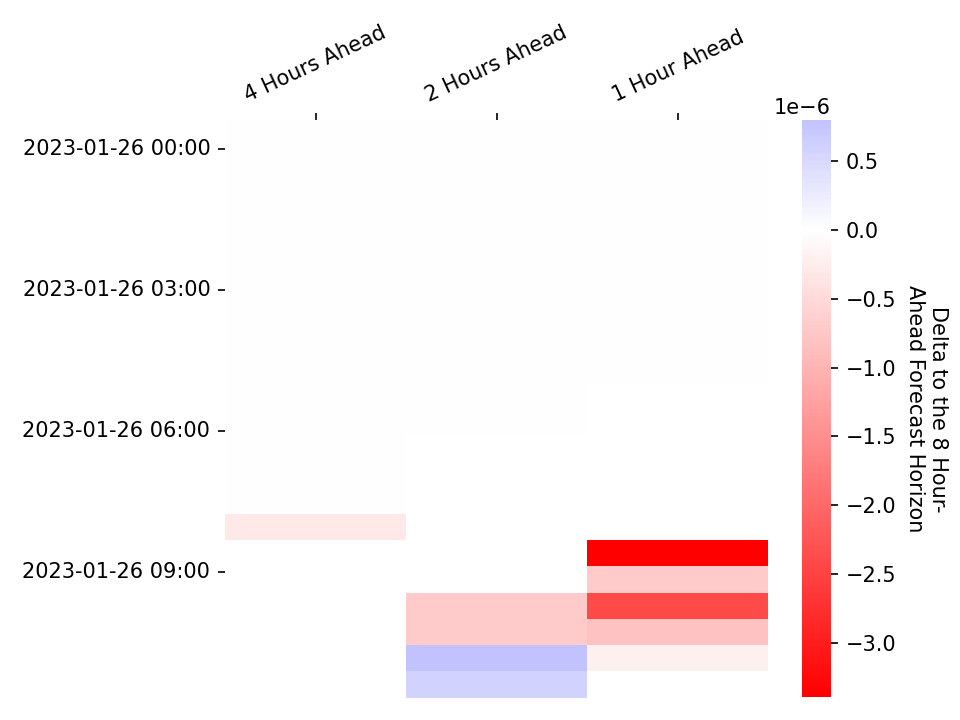 4 Hours Ahead
2 Hours Ahead
1 Hour Ahead
1e−6
2023-01-26 00:00
2023-01-26 03:00
2023-01-26 06:00
2023-01-26 09:00
0.5
0.0
−0.5
−1.0
−1.5
−2.0
−2.5
−3.0
Delta to the 8 Hour-
Ahead Forecast Horizon